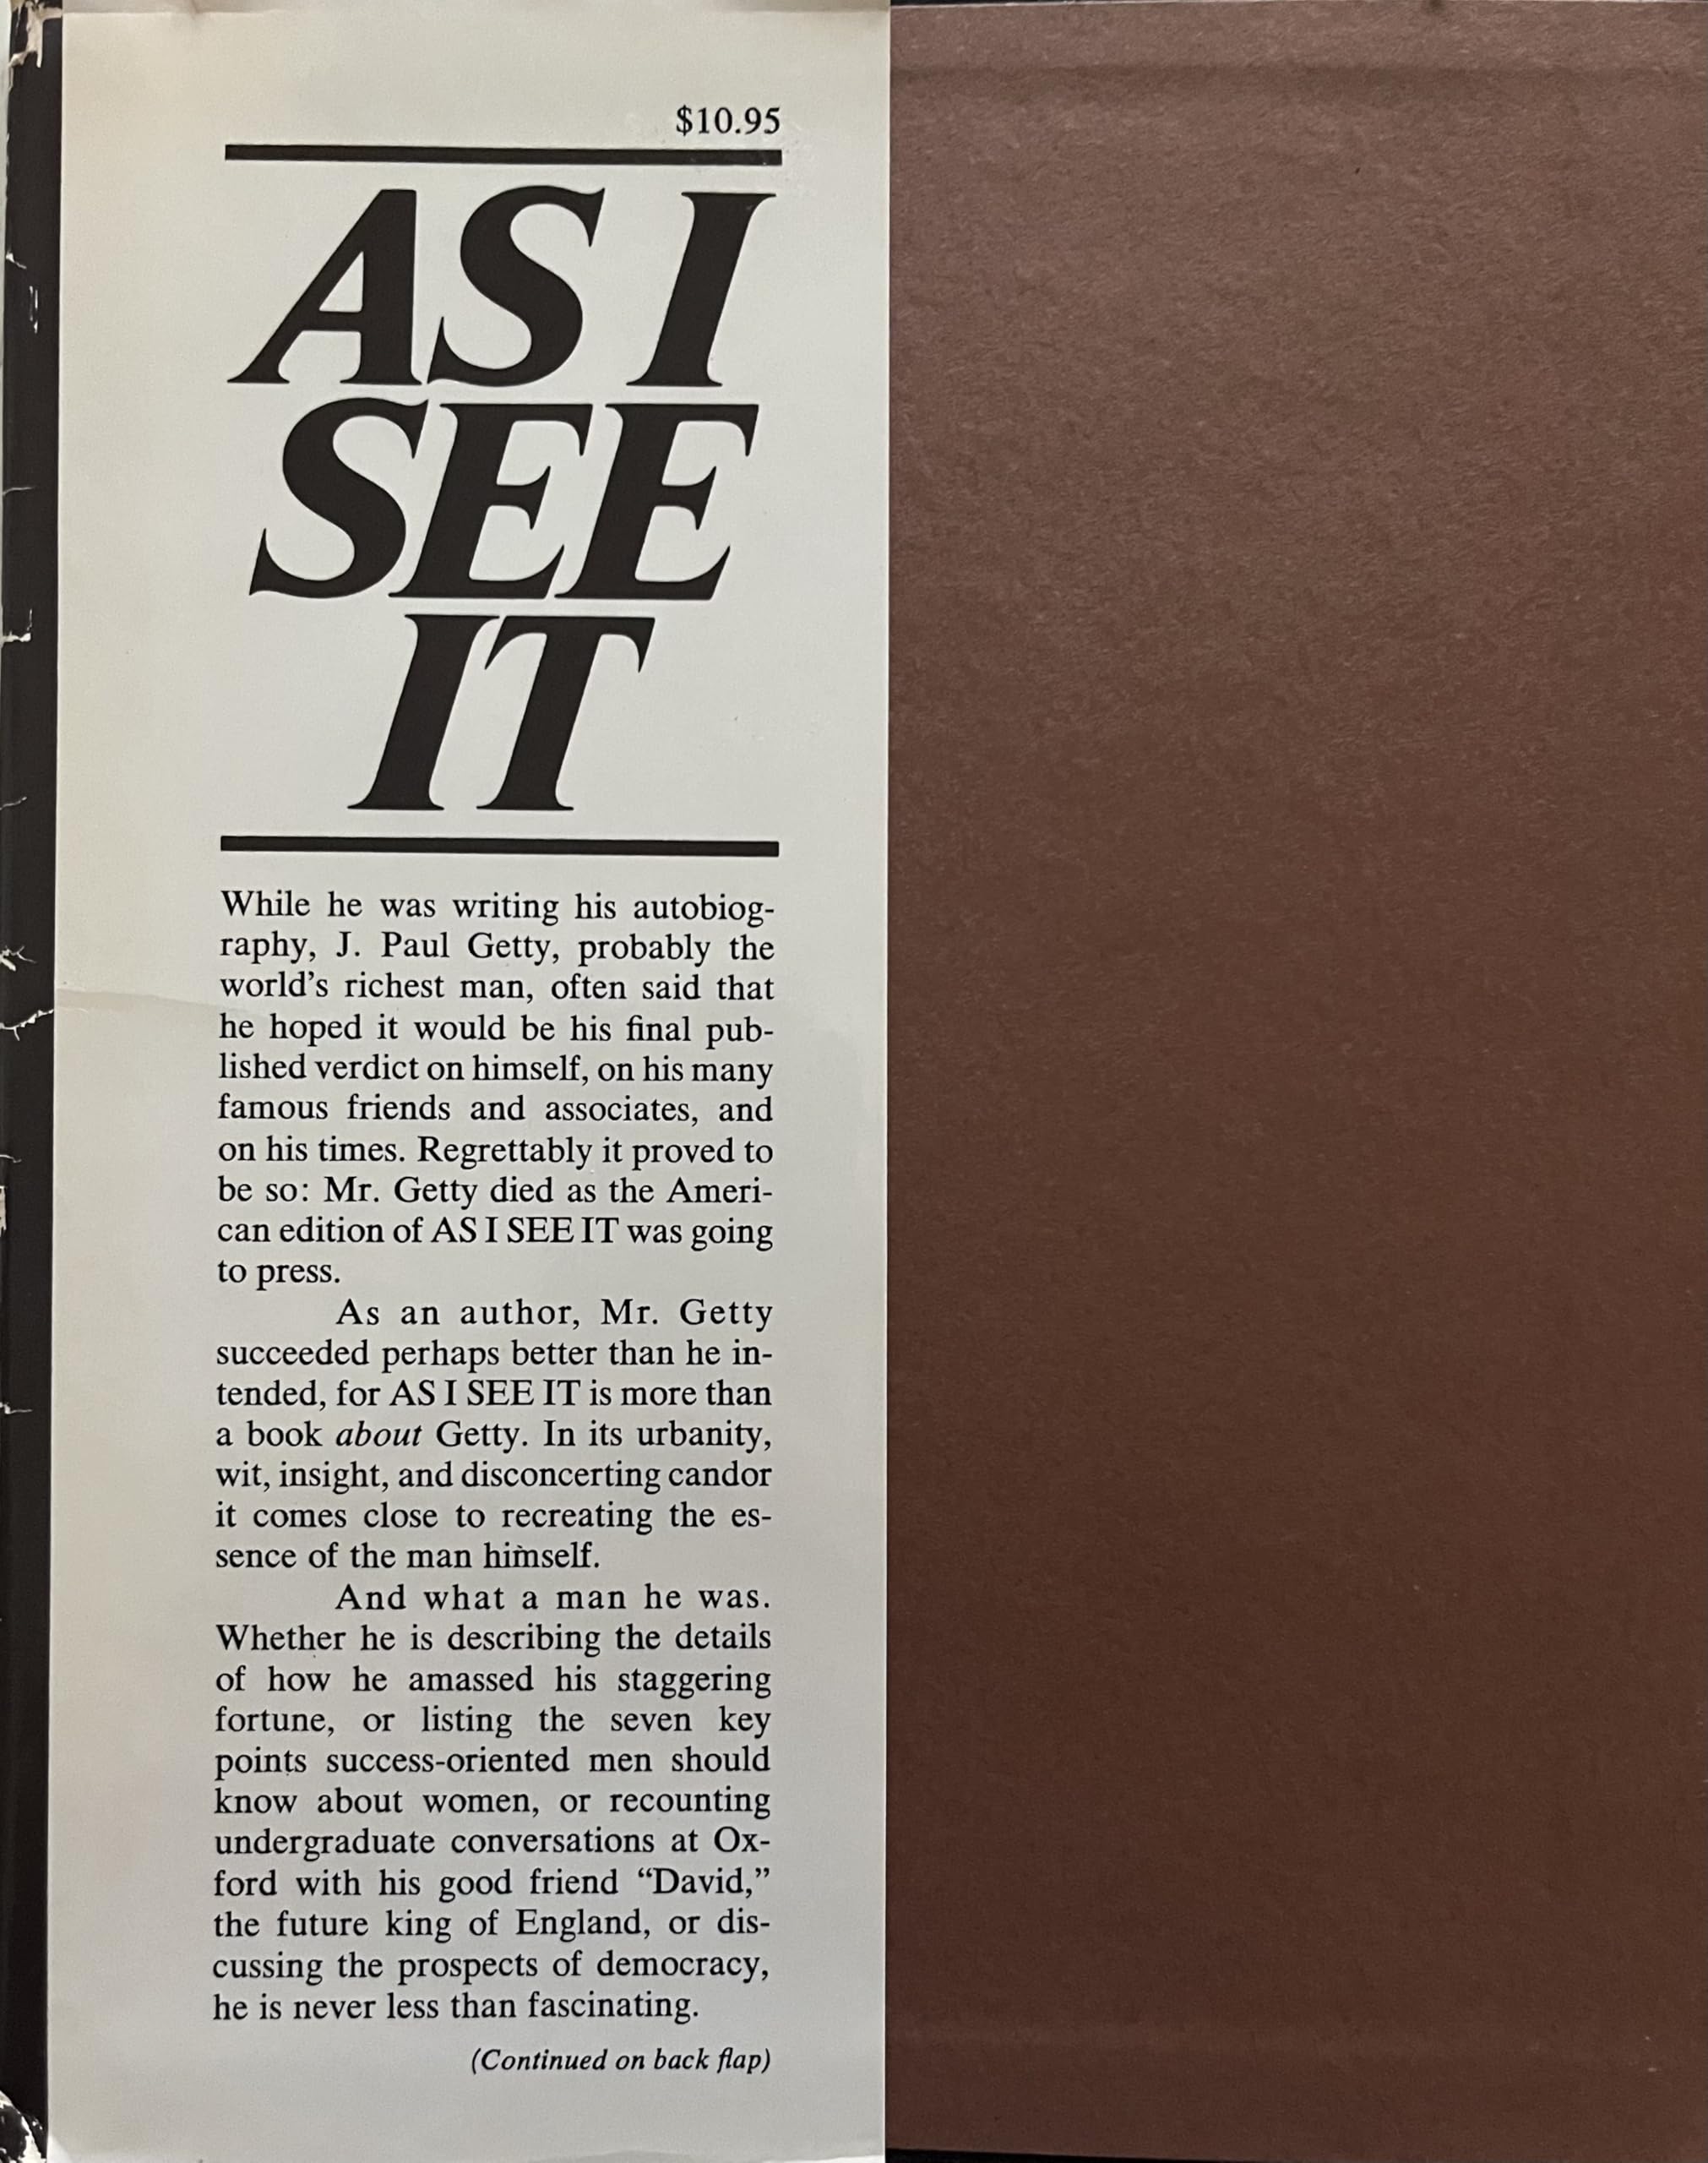 $10.95
AS I
SEE
IT
While he was writing his autobiog-
raphy, J. Paul Getty, probably the
world's richest man, often said that
he hoped it would be his final pub-
lished verdict on himself, on his many
famous friends and associates, and
on his times. Regrettably it proved to
be so: Mr. Getty died as the Ameri-
can edition of AS I SEE IT was going
to press.
As an author, Mr. Getty
succeeded perhaps better than he in-
tended, for AS I SEE IT is more than
a book about Getty. In its urbanity,
wit, insight, and disconcerting candor
it comes close to recreating the es-
sence of the man himself.
And what a man he was.
Whether he is describing the details
of how he amassed his staggering
fortune, or listing the seven key
points success-oriented men should
know about women, or recounting
undergraduate conversations at Ox-
ford with his good friend “David,”
the future king of England, or dis-
cussing the prospects of democracy,
he is never less than fascinating.
(Continued on back flap)